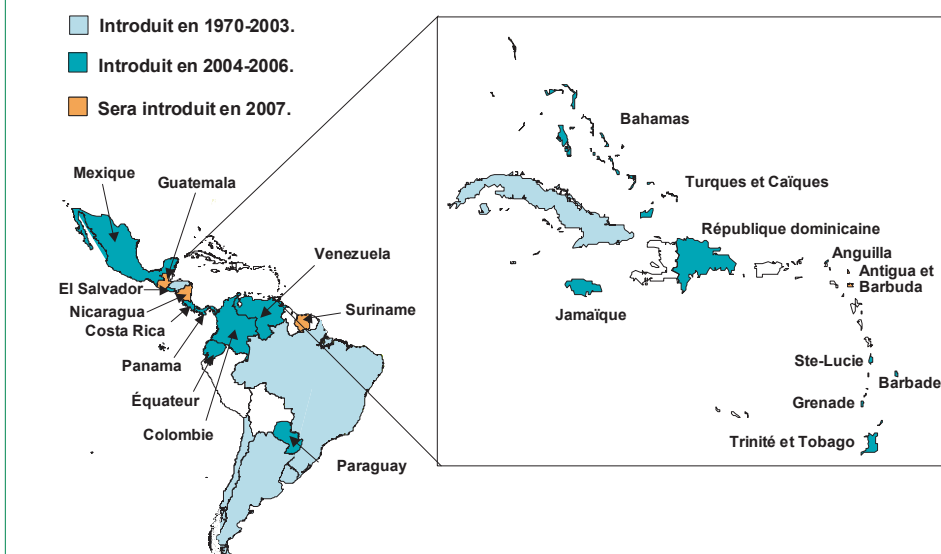 Introduit en 1970-2003.
Introduit en 2004-2006.
Sera introduit en 2007.
Mexique
Guatemala
Venezuela
El Salvador
Nicaragua
Costa Rica
Suriname
Panama
Équateur
Colombie
Paraguay
Bahamas
Turques et Caïques
République dominicaine
Anguilla
Antigua et
Barbuda
Jamaïque
Ste-Lucie
Barbade
Grenade
Trinité et Tobago